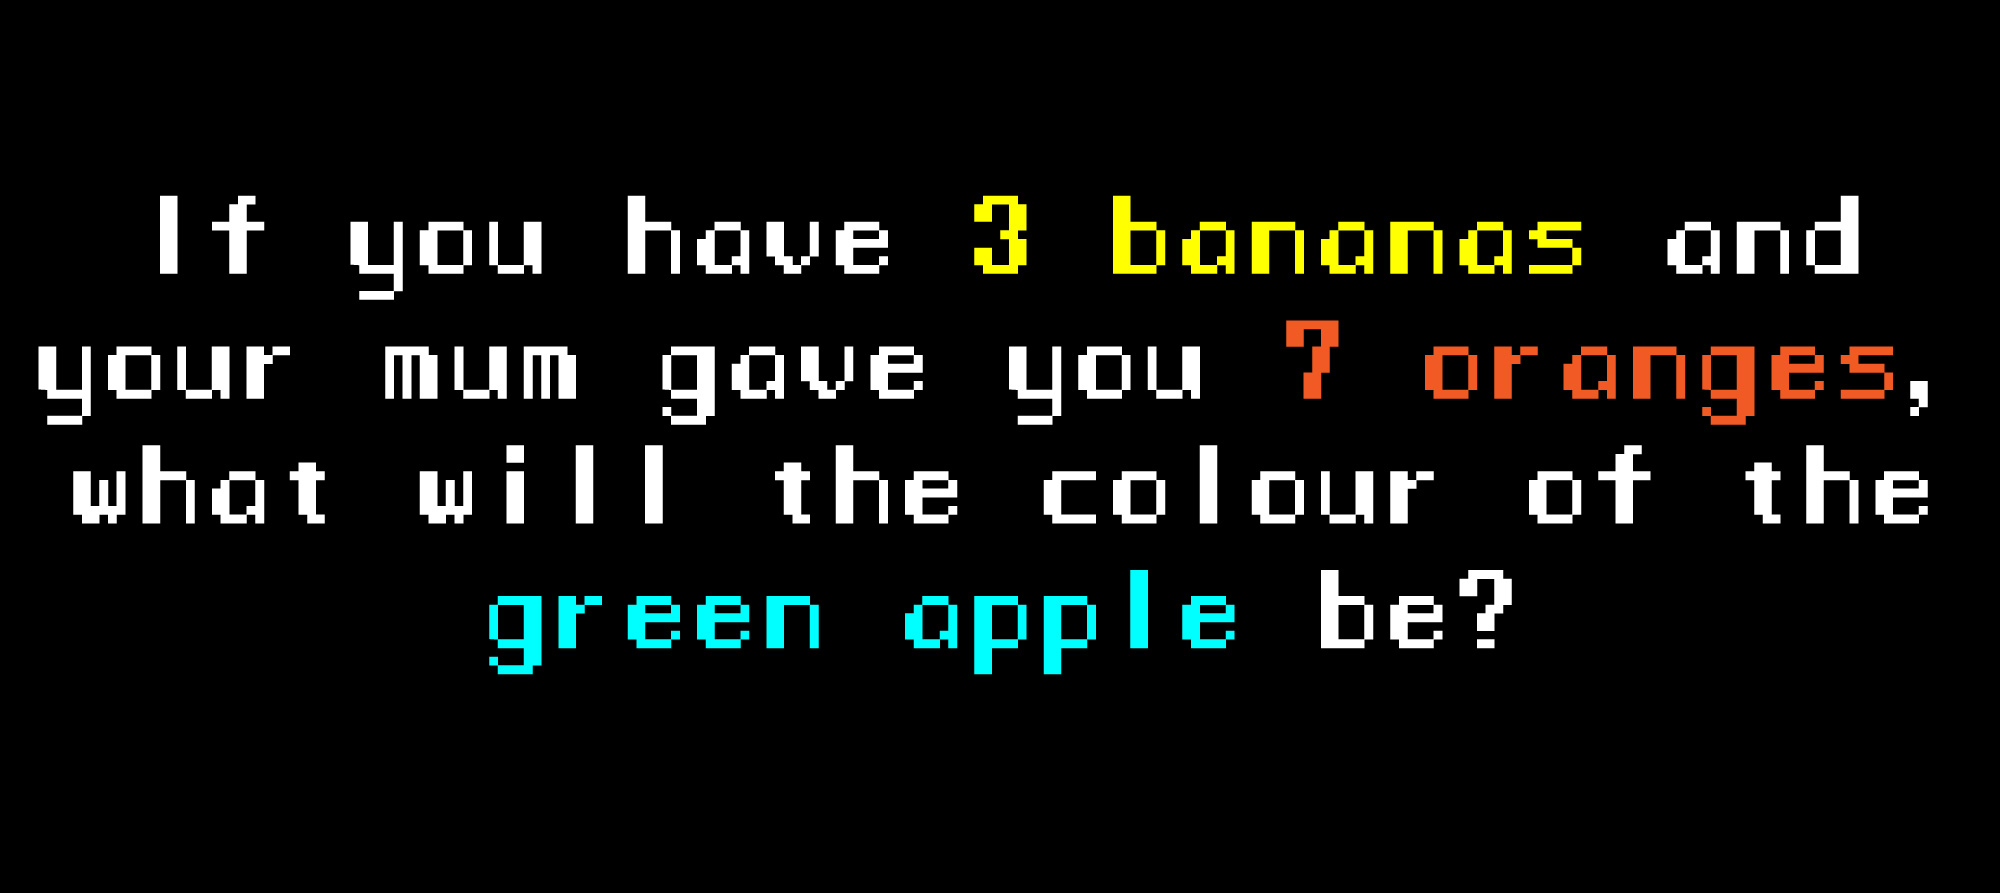 If you have 3 bananas and
your mum gave you 7 oranges,
what will the colour of the
green apple be?